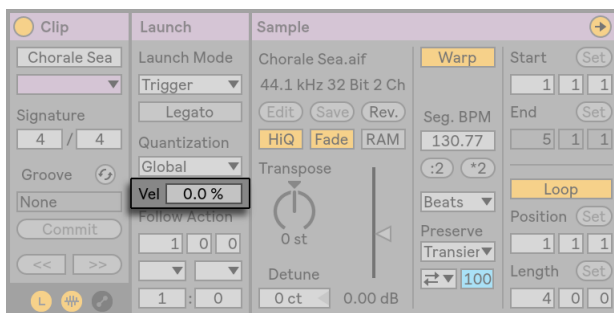 Clip
Chorale Sea
Signature
4 / 4
Groove
None
Commit
<< >>
L
Launch
Launch Mode
Trigger
Legato
Quantization
Global
Vel 0.0 %
Follow Action
1 0 0
1 : 0
Sample
Chorale Sea.aif
44.1 kHz 32 Bit 2 Ch
Edit Save Rev.
HiQ Fade RAM
Transpose
0 st
Detune
0 ct 0.00 dB
Warp
Seg. BPM
130.77
:2 *2
Beats
Preserve
Transier
100
Start Set
1 1 1
End Set
5 1 1
Loop
Position Set
1 1 1
Length Set
4 0 0